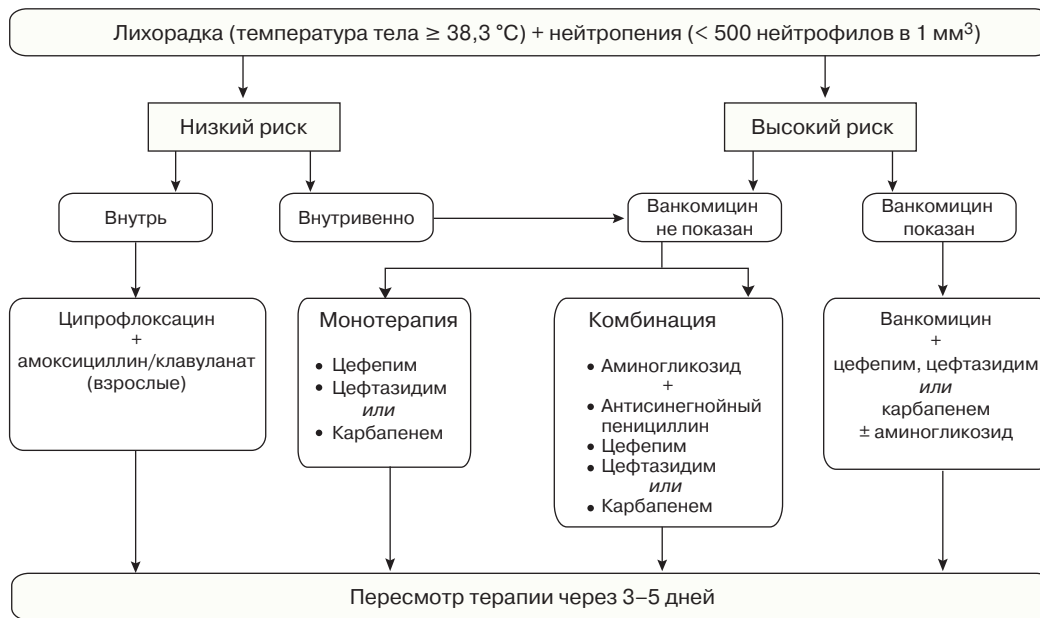 Лихорадка (температура тела ≥ 38,3 °C) + нейтропения (< 500 нейтрофилов в 1 мм³)
Низкий риск
Высокий риск
Внутрь
Внутривенно
Ванкомицин
не показан
Ванкомицин
показан
Ципрофлоксацин
+
амоксициллин/клавуланат
(взрослые)
Монотерапия
• Цефепим
• Цефтазидим
или
• Карбапенем
Комбинация
• Аминогликозид
+
• Антисинегнойный
пенициллин
• Цефепим
• Цефтазидим
или
• Карбапенем
Ванкомицин
+
цефепим, цефтазидим
или
карбапенем
± аминогликозид
Пересмотр терапии через 3–5 дней